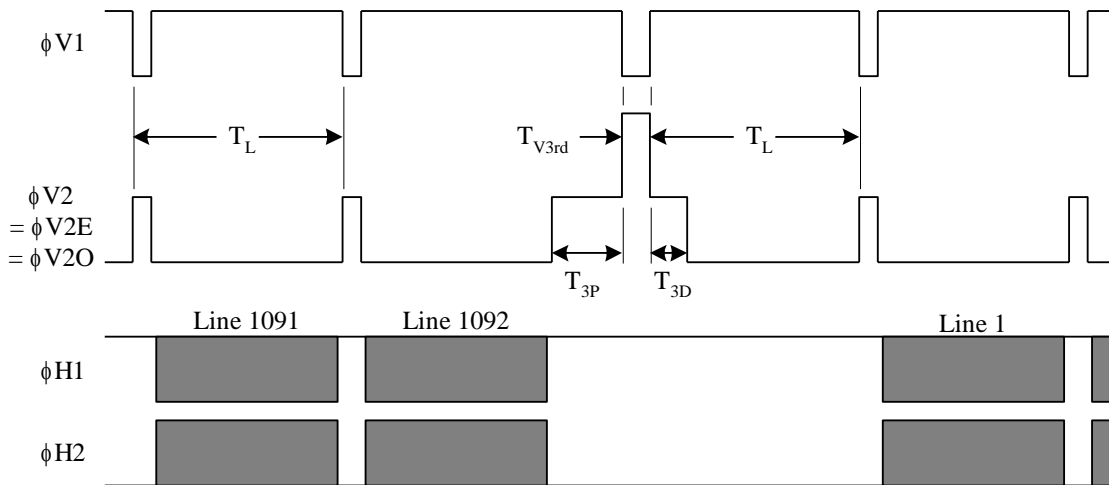 ϕV1
T_L
T_V3rd
T_L
ϕV2
= ϕV2E
= ϕV2O
T_3P
T_3D
Line 1091
Line 1092
Line 1
ϕH1
ϕH2